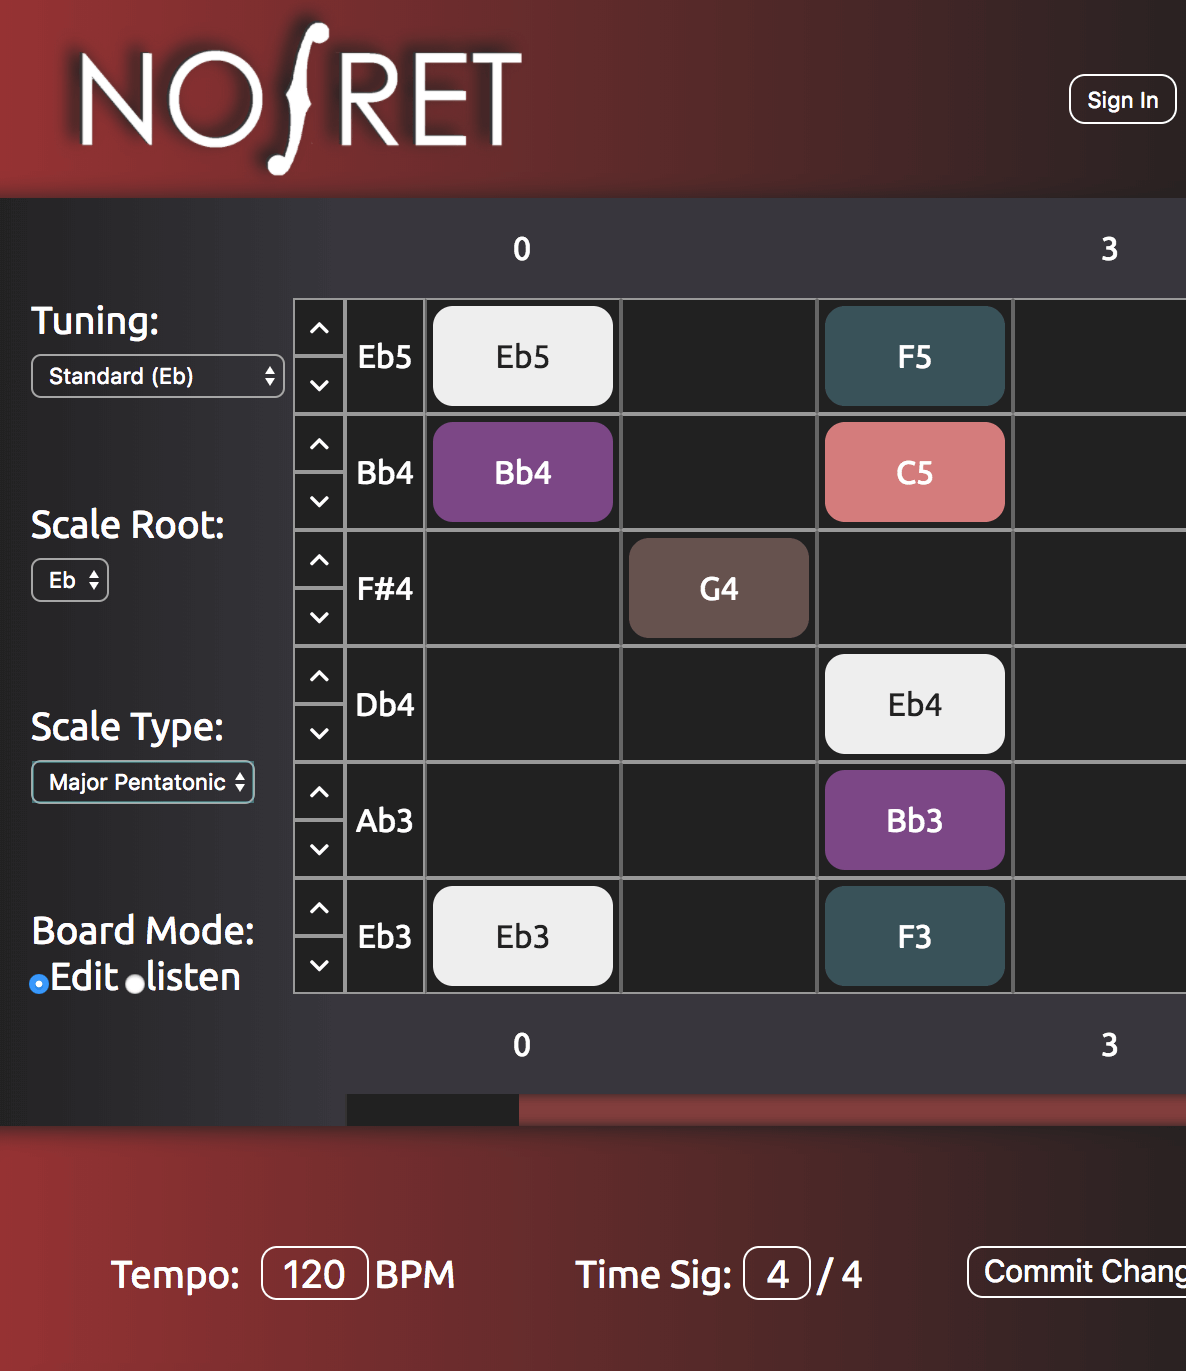 NOFRET
Sign In
0 3
Tuning:
Standard (Eb)
Scale Root:
Eb
Scale Type:
Major Pentatonic
Board Mode:
Edit listen
Eb5 Eb5 F5
Bb4 Bb4 C5
F#4 G4
Db4 Eb4
Ab3 Bb3
Eb3 Eb3 F3
0 3
Tempo: 120 BPM
Time Sig: 4 / 4
Commit Chang